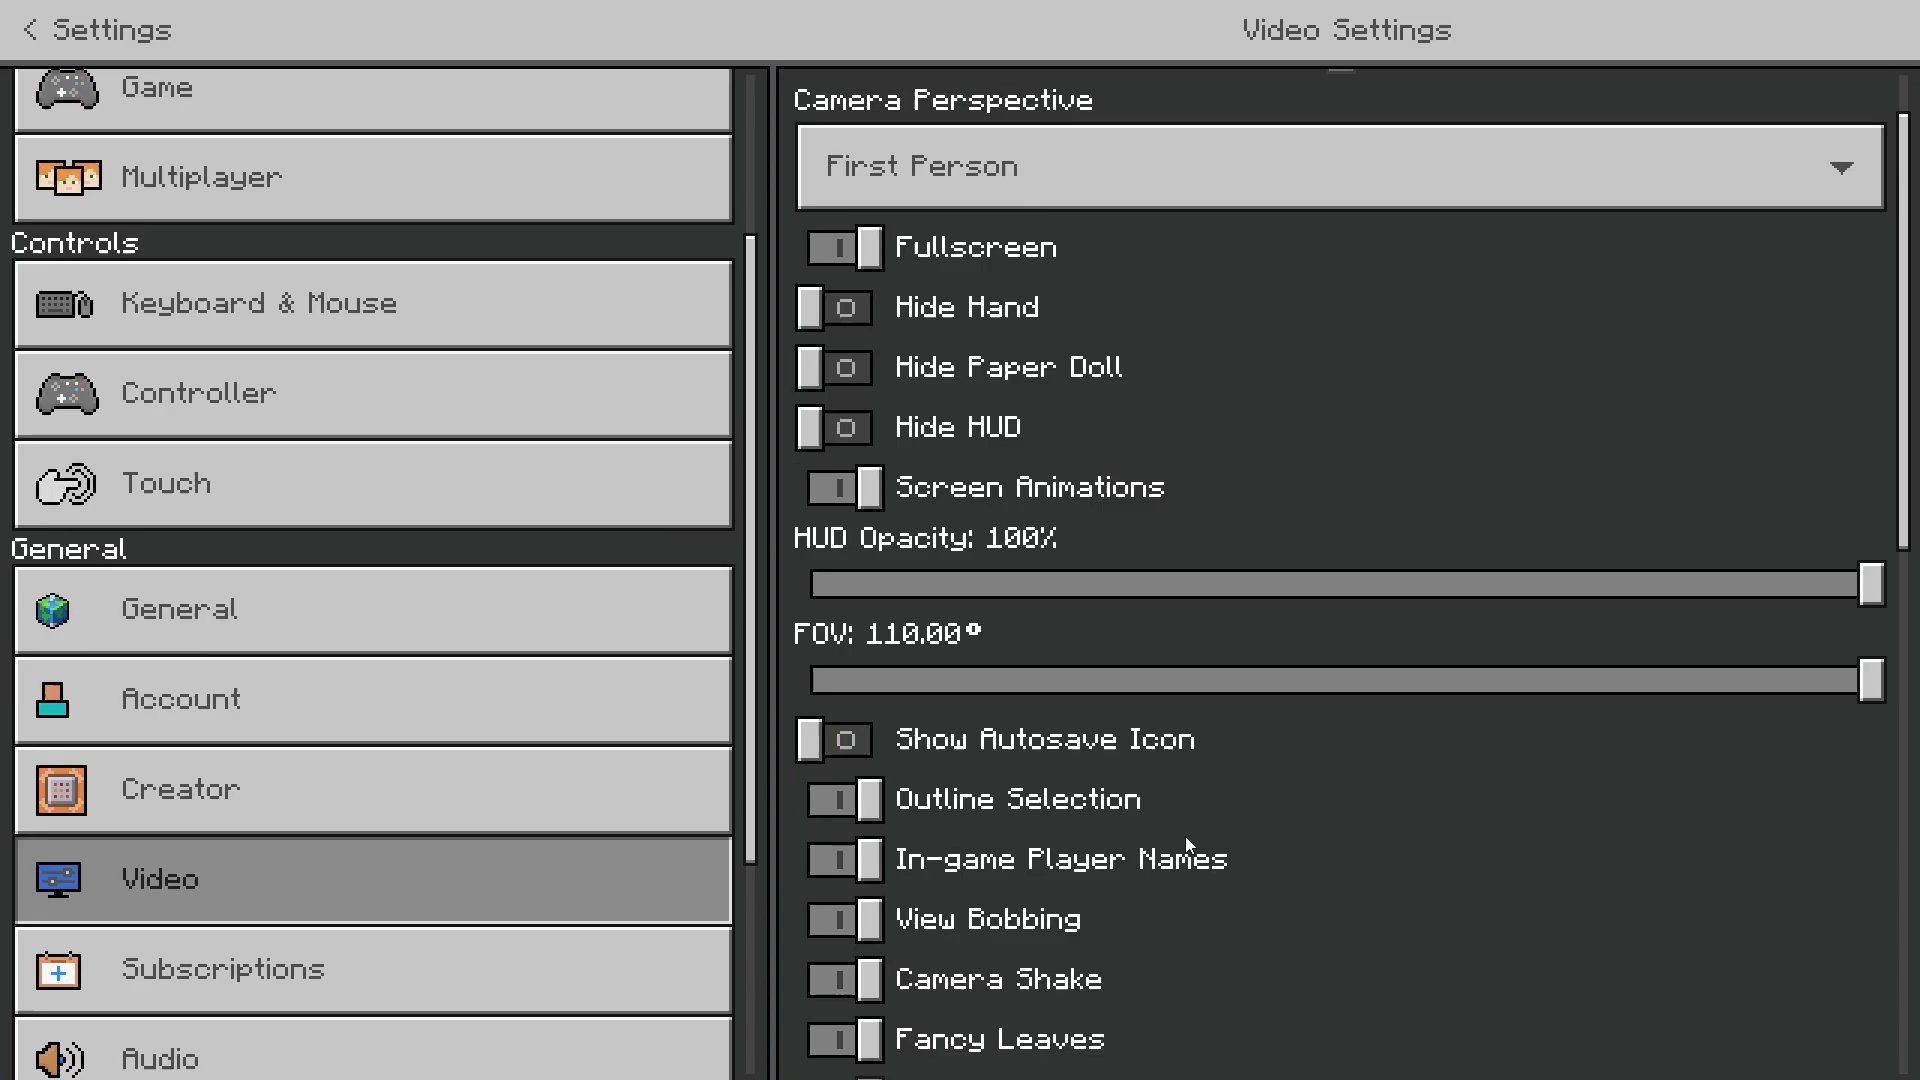 Settings
Video Settings
Game
Multiplayer
Controls
Keyboard & Mouse
Controller
Touch
General
General
Account
Creator
Video
Subscriptions
Audio
Camera Perspective
First Person
Fullscreen
Hide Hand
Hide Paper Doll
Hide HUD
Screen Animations
HUD Opacity: 100%
FOV: 110.00°
Show Autosave Icon
Outline Selection
In-game Player Names
View Bobbing
Camera Shake
Fancy Leaves